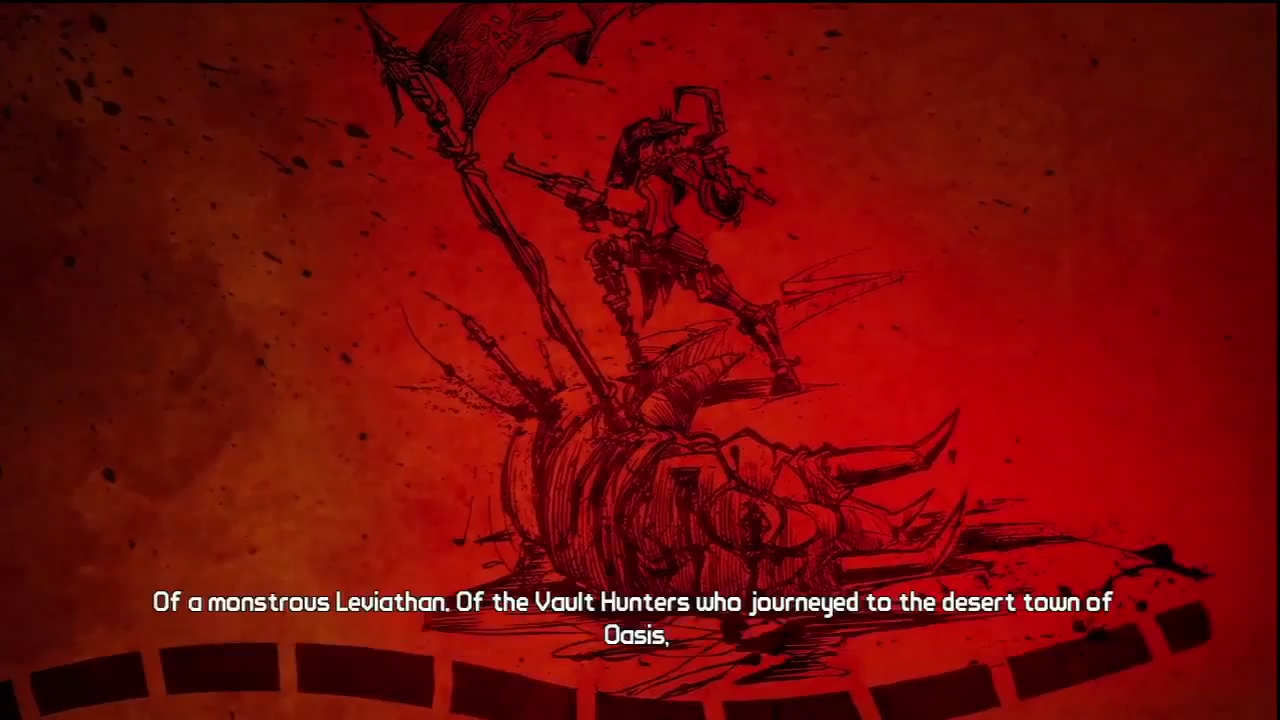 Of a monstrous Leviathan. Of the Vault Hunters who journeyed to the desert town of
Oasis,